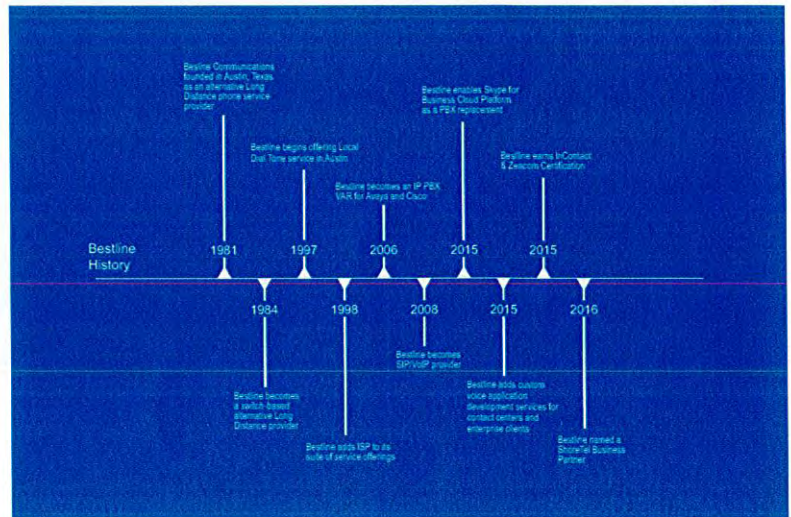 Bestline Communications
founded in Austin, Texas
as an alternative Long
Distance phone service
provider
Bestline begins offering Local
Dial Tone service in Austin
Bestline becomes an IP PBX
VAR for Avaya and Cisco
Bestline enables Skype for
Business Cloud Platform
as a PBX replacement
Bestline earns InContact
& Zeacom Certification
Bestline
History
1981
1997
2006
2015
2015
1984
1998
2008
2015
2016
Bestline becomes
a switch-based
alternative Long
Distance provider
Bestline adds ISP to its
suite of service offerings
Bestline becomes
SIP/VoIP provider
Bestline adds custom
voice application
development services for
contact centers and
enterprise clients
Bestline named a
ShoreTel Business
Partner